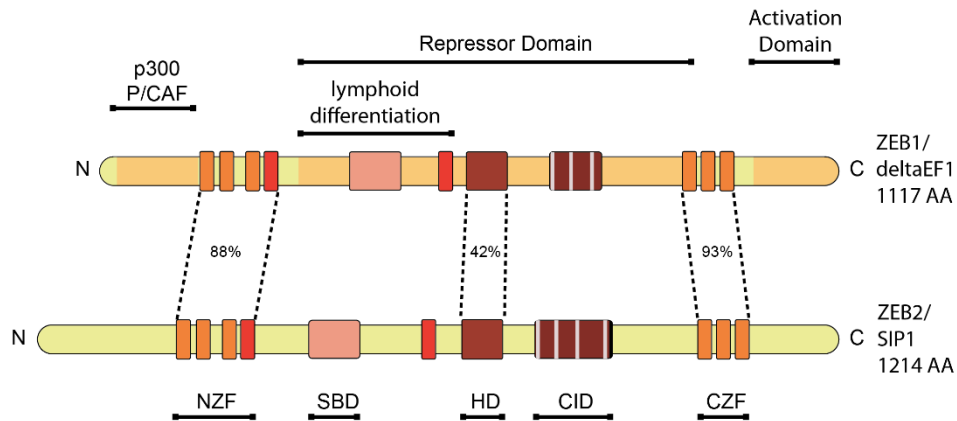 Activation
Domain
Repressor Domain
p300
P/CAF
lymphoid
differentiation
N
C
ZEB1/
deltaEF1
1117 AA
88%
42%
93%
N
C
ZEB2/
SIP1
1214 AA
NZF
SBD
HD
CID
CZF